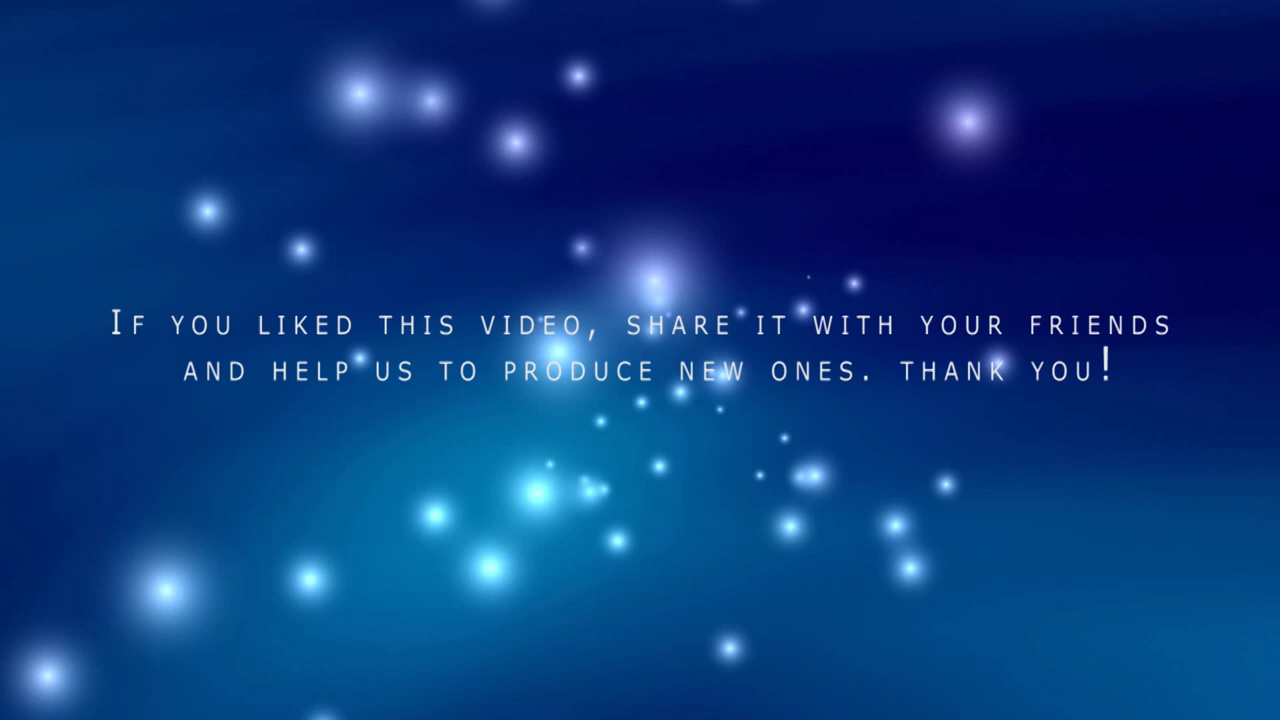 If you liked this video, share it with your friends
and help us to produce new ones. thank you!